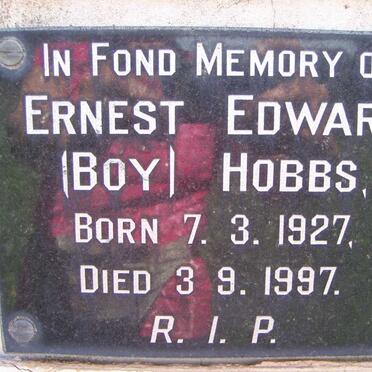 IN FOND MEMORY O
ERNEST EDWAR
(BOY) HOBBS,
BORN 7. 3. 1927,
DIED 3 9. 1997.
R. I. P.